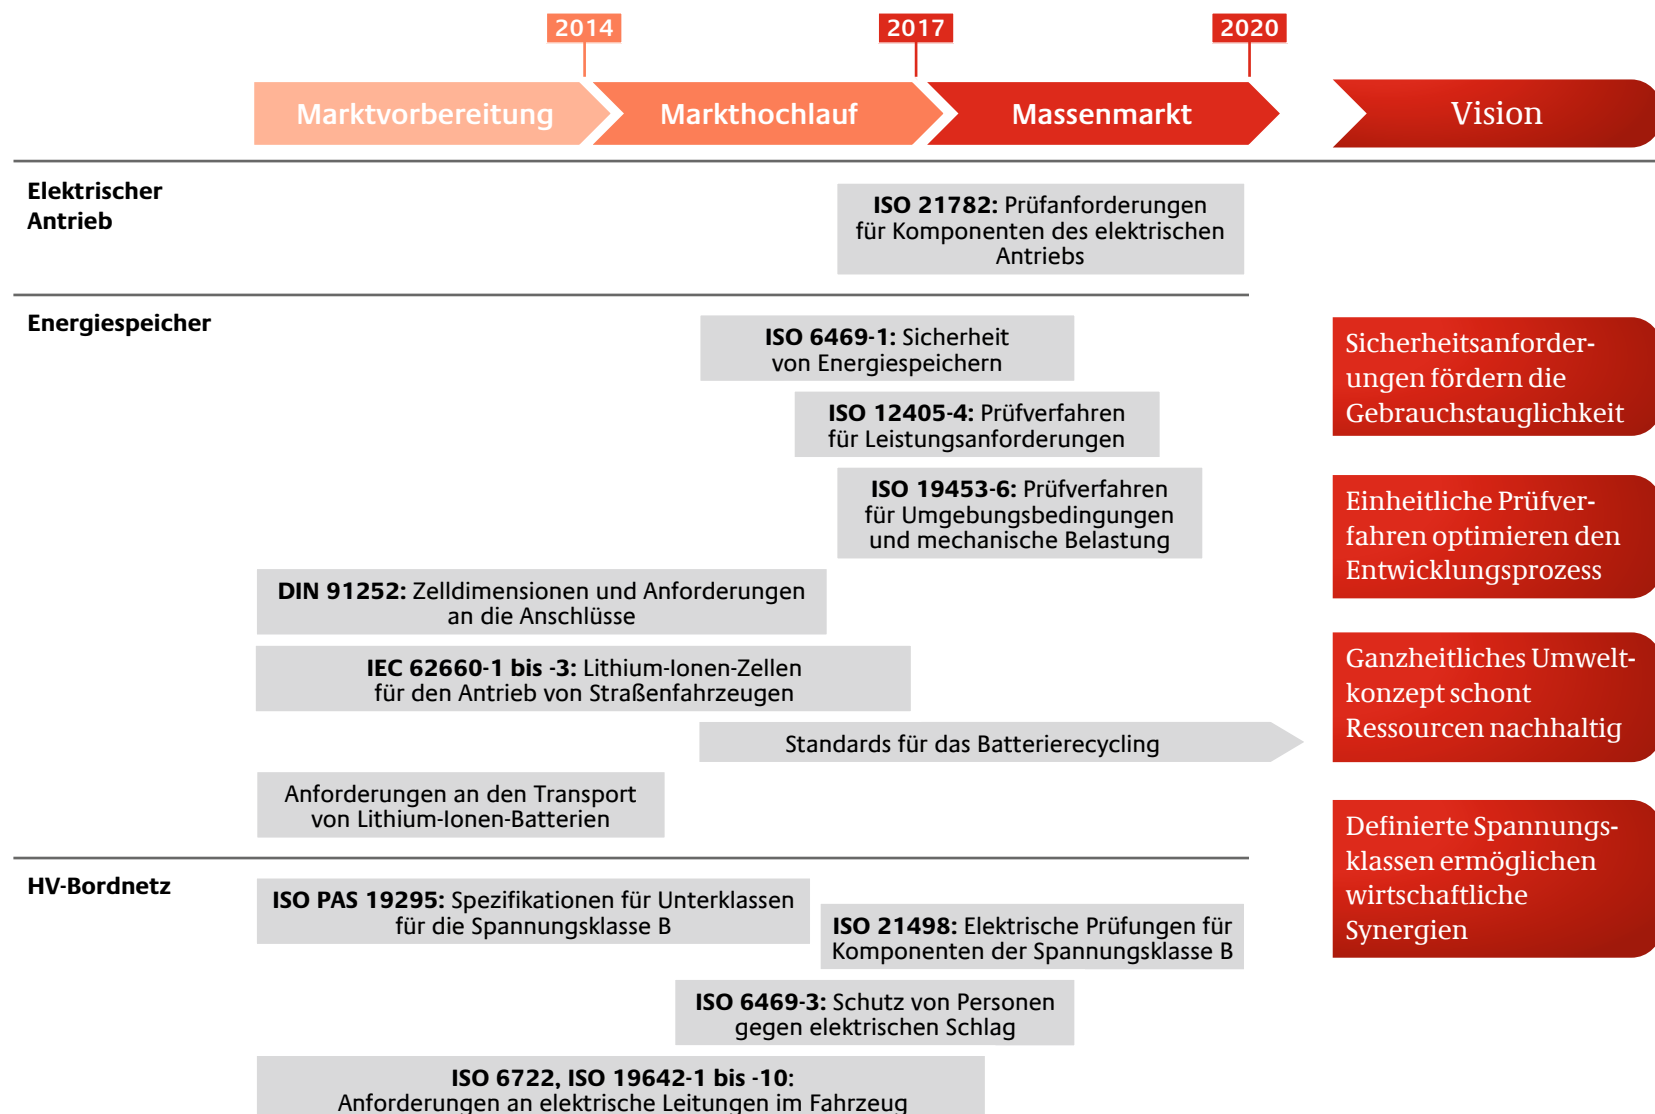 2014
2017
2020
Marktvorbereitung
Markthochlauf
Massenmarkt
Vision
Elektrischer
Antrieb
ISO 21782: Prüfanforderungen
für Komponenten des elektrischen
Antriebs
Energiespeicher
ISO 6469-1: Sicherheit
von Energiespeichern
ISO 12405-4: Prüfverfahren
für Leistungsanforderungen
ISO 19453-6: Prüfverfahren
für Umgebungsbedingungen
und mechanische Belastung
DIN 91252: Zelldimensionen und Anforderungen
an die Anschlüsse
IEC 62660-1 bis -3: Lithium-Ionen-Zellen
für den Antrieb von Straßenfahrzeugen
Standards für das Batterierecycling
Anforderungen an den Transport
von Lithium-Ionen-Batterien
Sicherheitsanforder-
ungen fördern die
Gebrauchstauglichkeit
Einheitliche Prüfver-
fahren optimieren den
Entwicklungsprozess
Ganzheitliches Umwelt-
konzept schont
Ressourcen nachhaltig
Definierte Spannungs-
klassen ermöglichen
wirtschaftliche
Synergien
HV-Bordnetz
ISO PAS 19295: Spezifikationen für Unterklassen
für die Spannungsklasse B
ISO 21498: Elektrische Prüfungen für
Komponenten der Spannungsklasse B
ISO 6469-3: Schutz von Personen
gegen elektrischen Schlag
ISO 6722, ISO 19642-1 bis -10:
Anforderungen an elektrische Leitungen im Fahrzeug